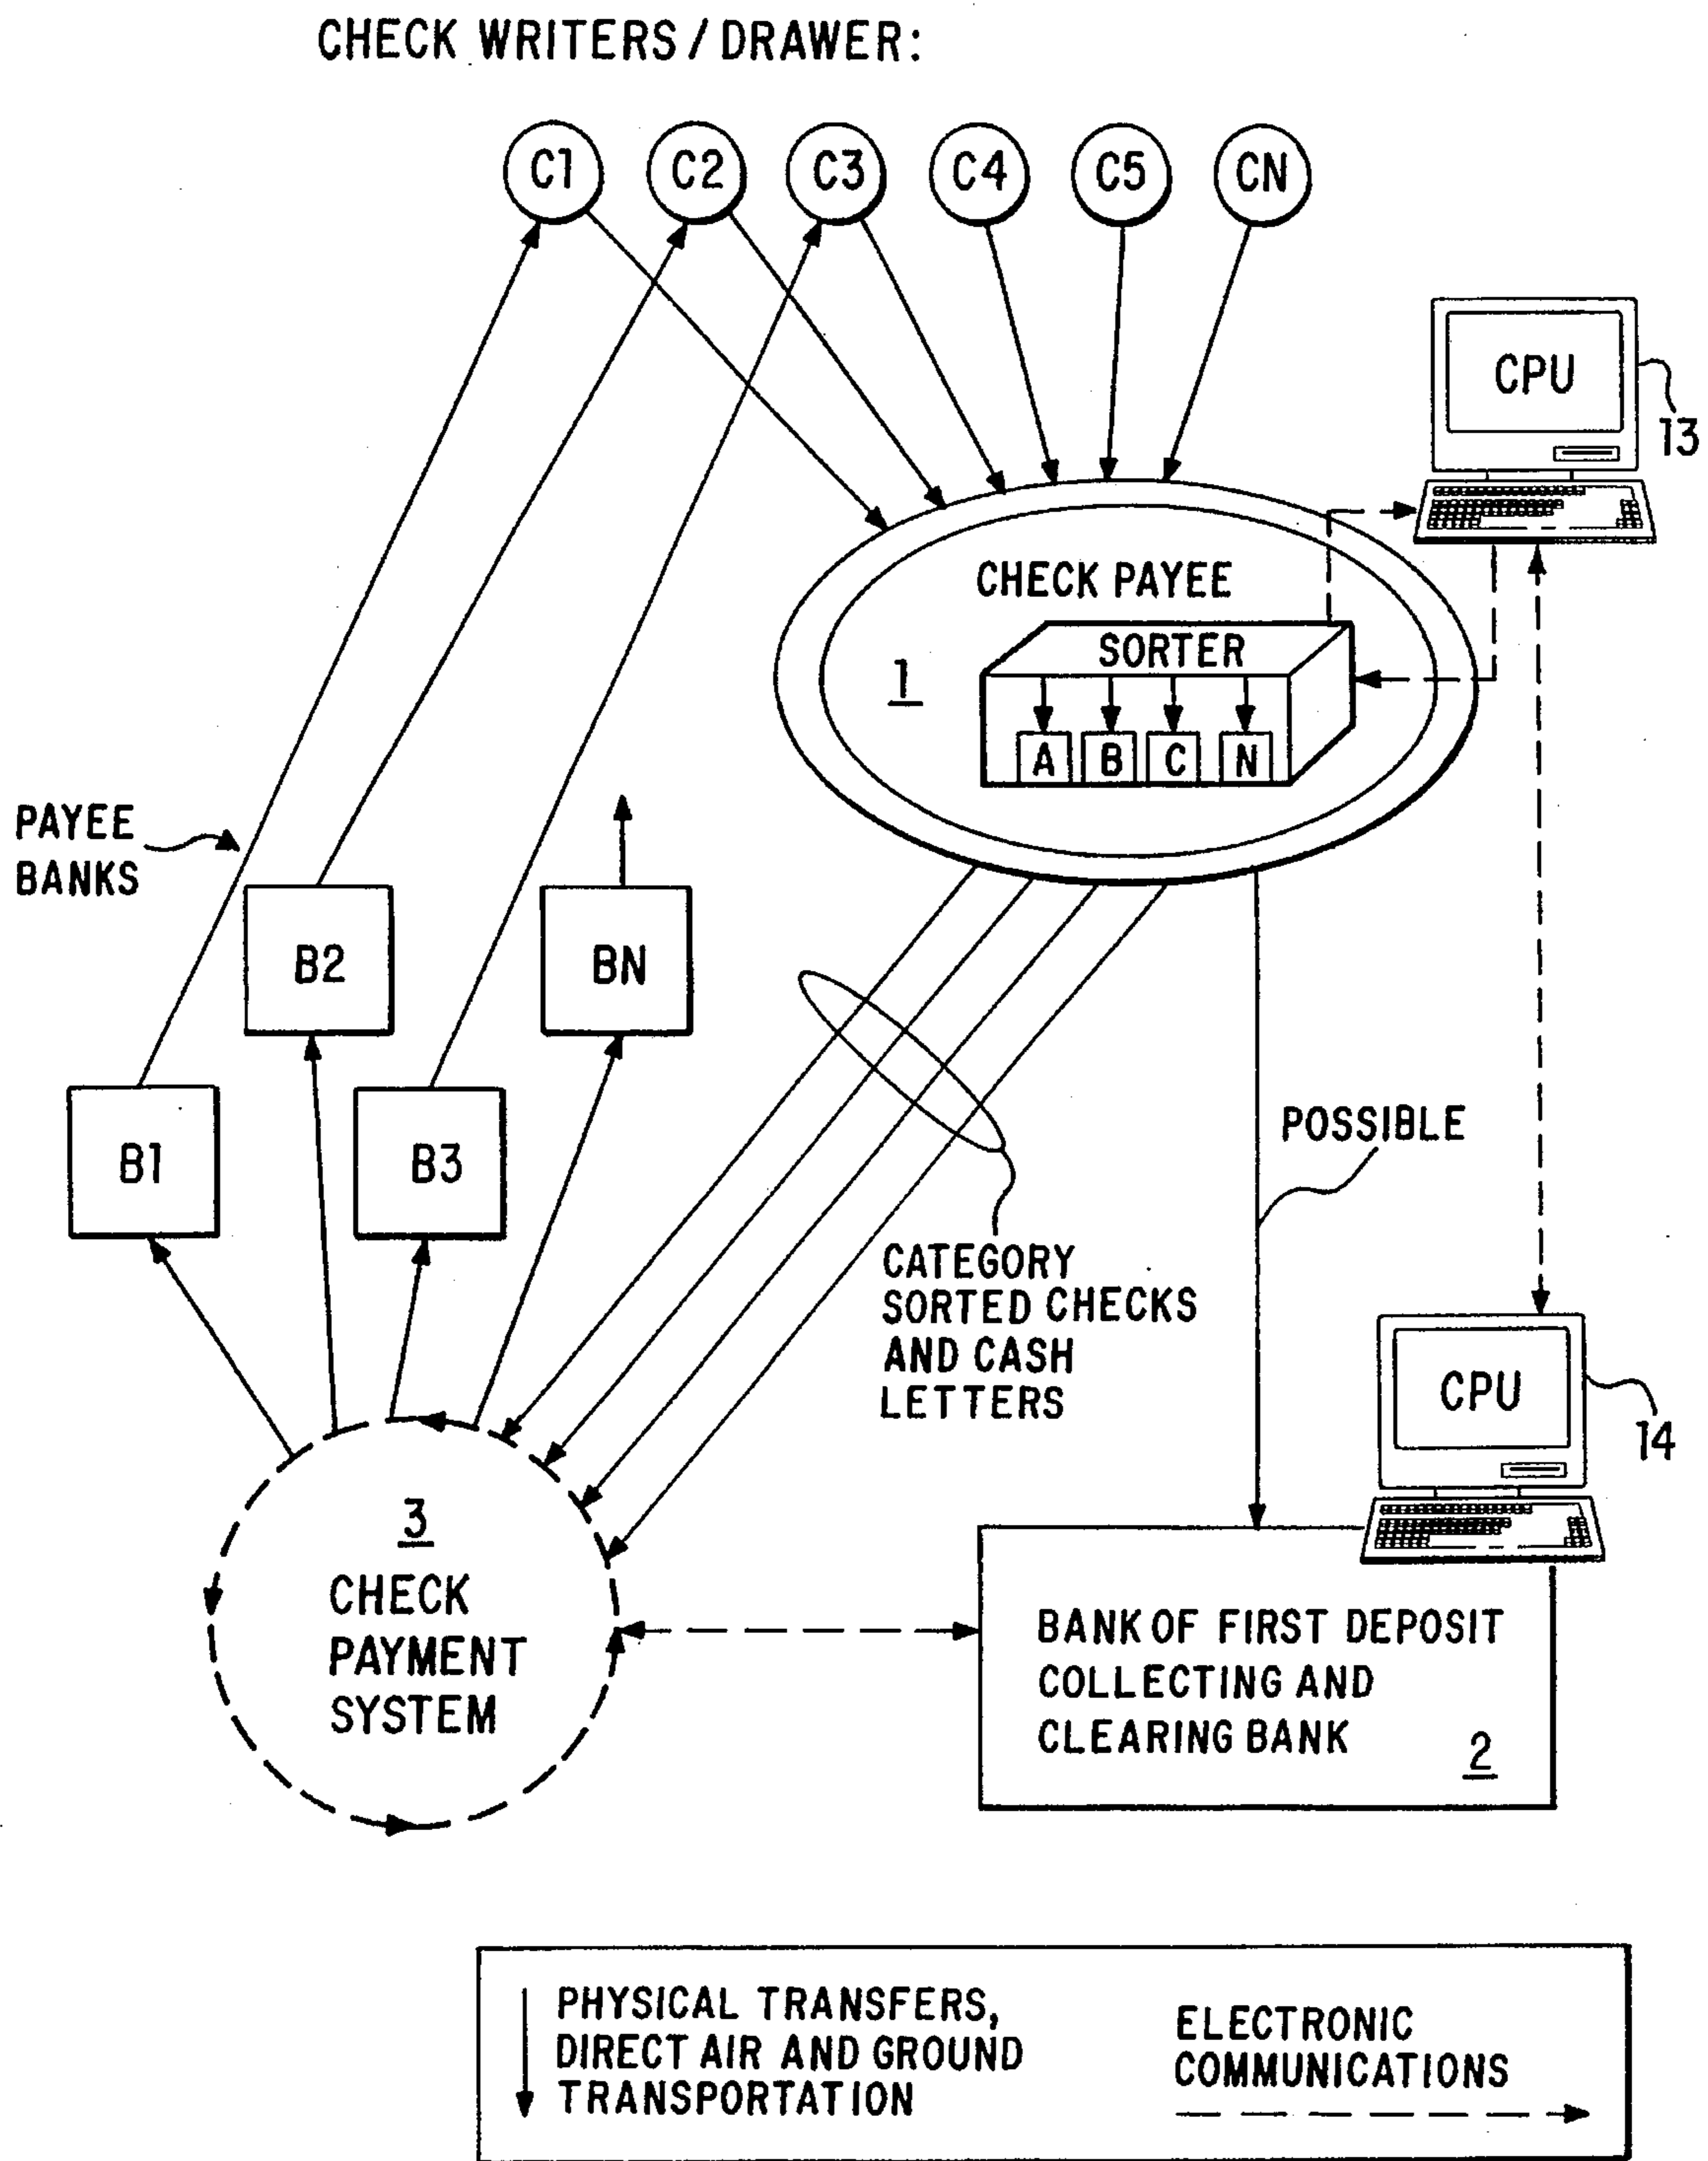 CHECK WRITERS / DRAWER:
C1
C2
C3
C4
C5
CN
CPU
13
CHECK PAYEE
SORTER
1
A
B
C
N
PAYEE
BANKS
B2
BN
B1
B3
POSSIBLE
CATEGORY
SORTED CHECKS
AND CASH
LETTERS
CPU
14
3
CHECK
PAYMENT
SYSTEM
BANK OF FIRST DEPOSIT
COLLECTING AND
CLEARING BANK
2
PHYSICAL TRANSFERS,
DIRECT AIR AND GROUND
TRANSPORTATION
ELECTRONIC
COMMUNICATIONS